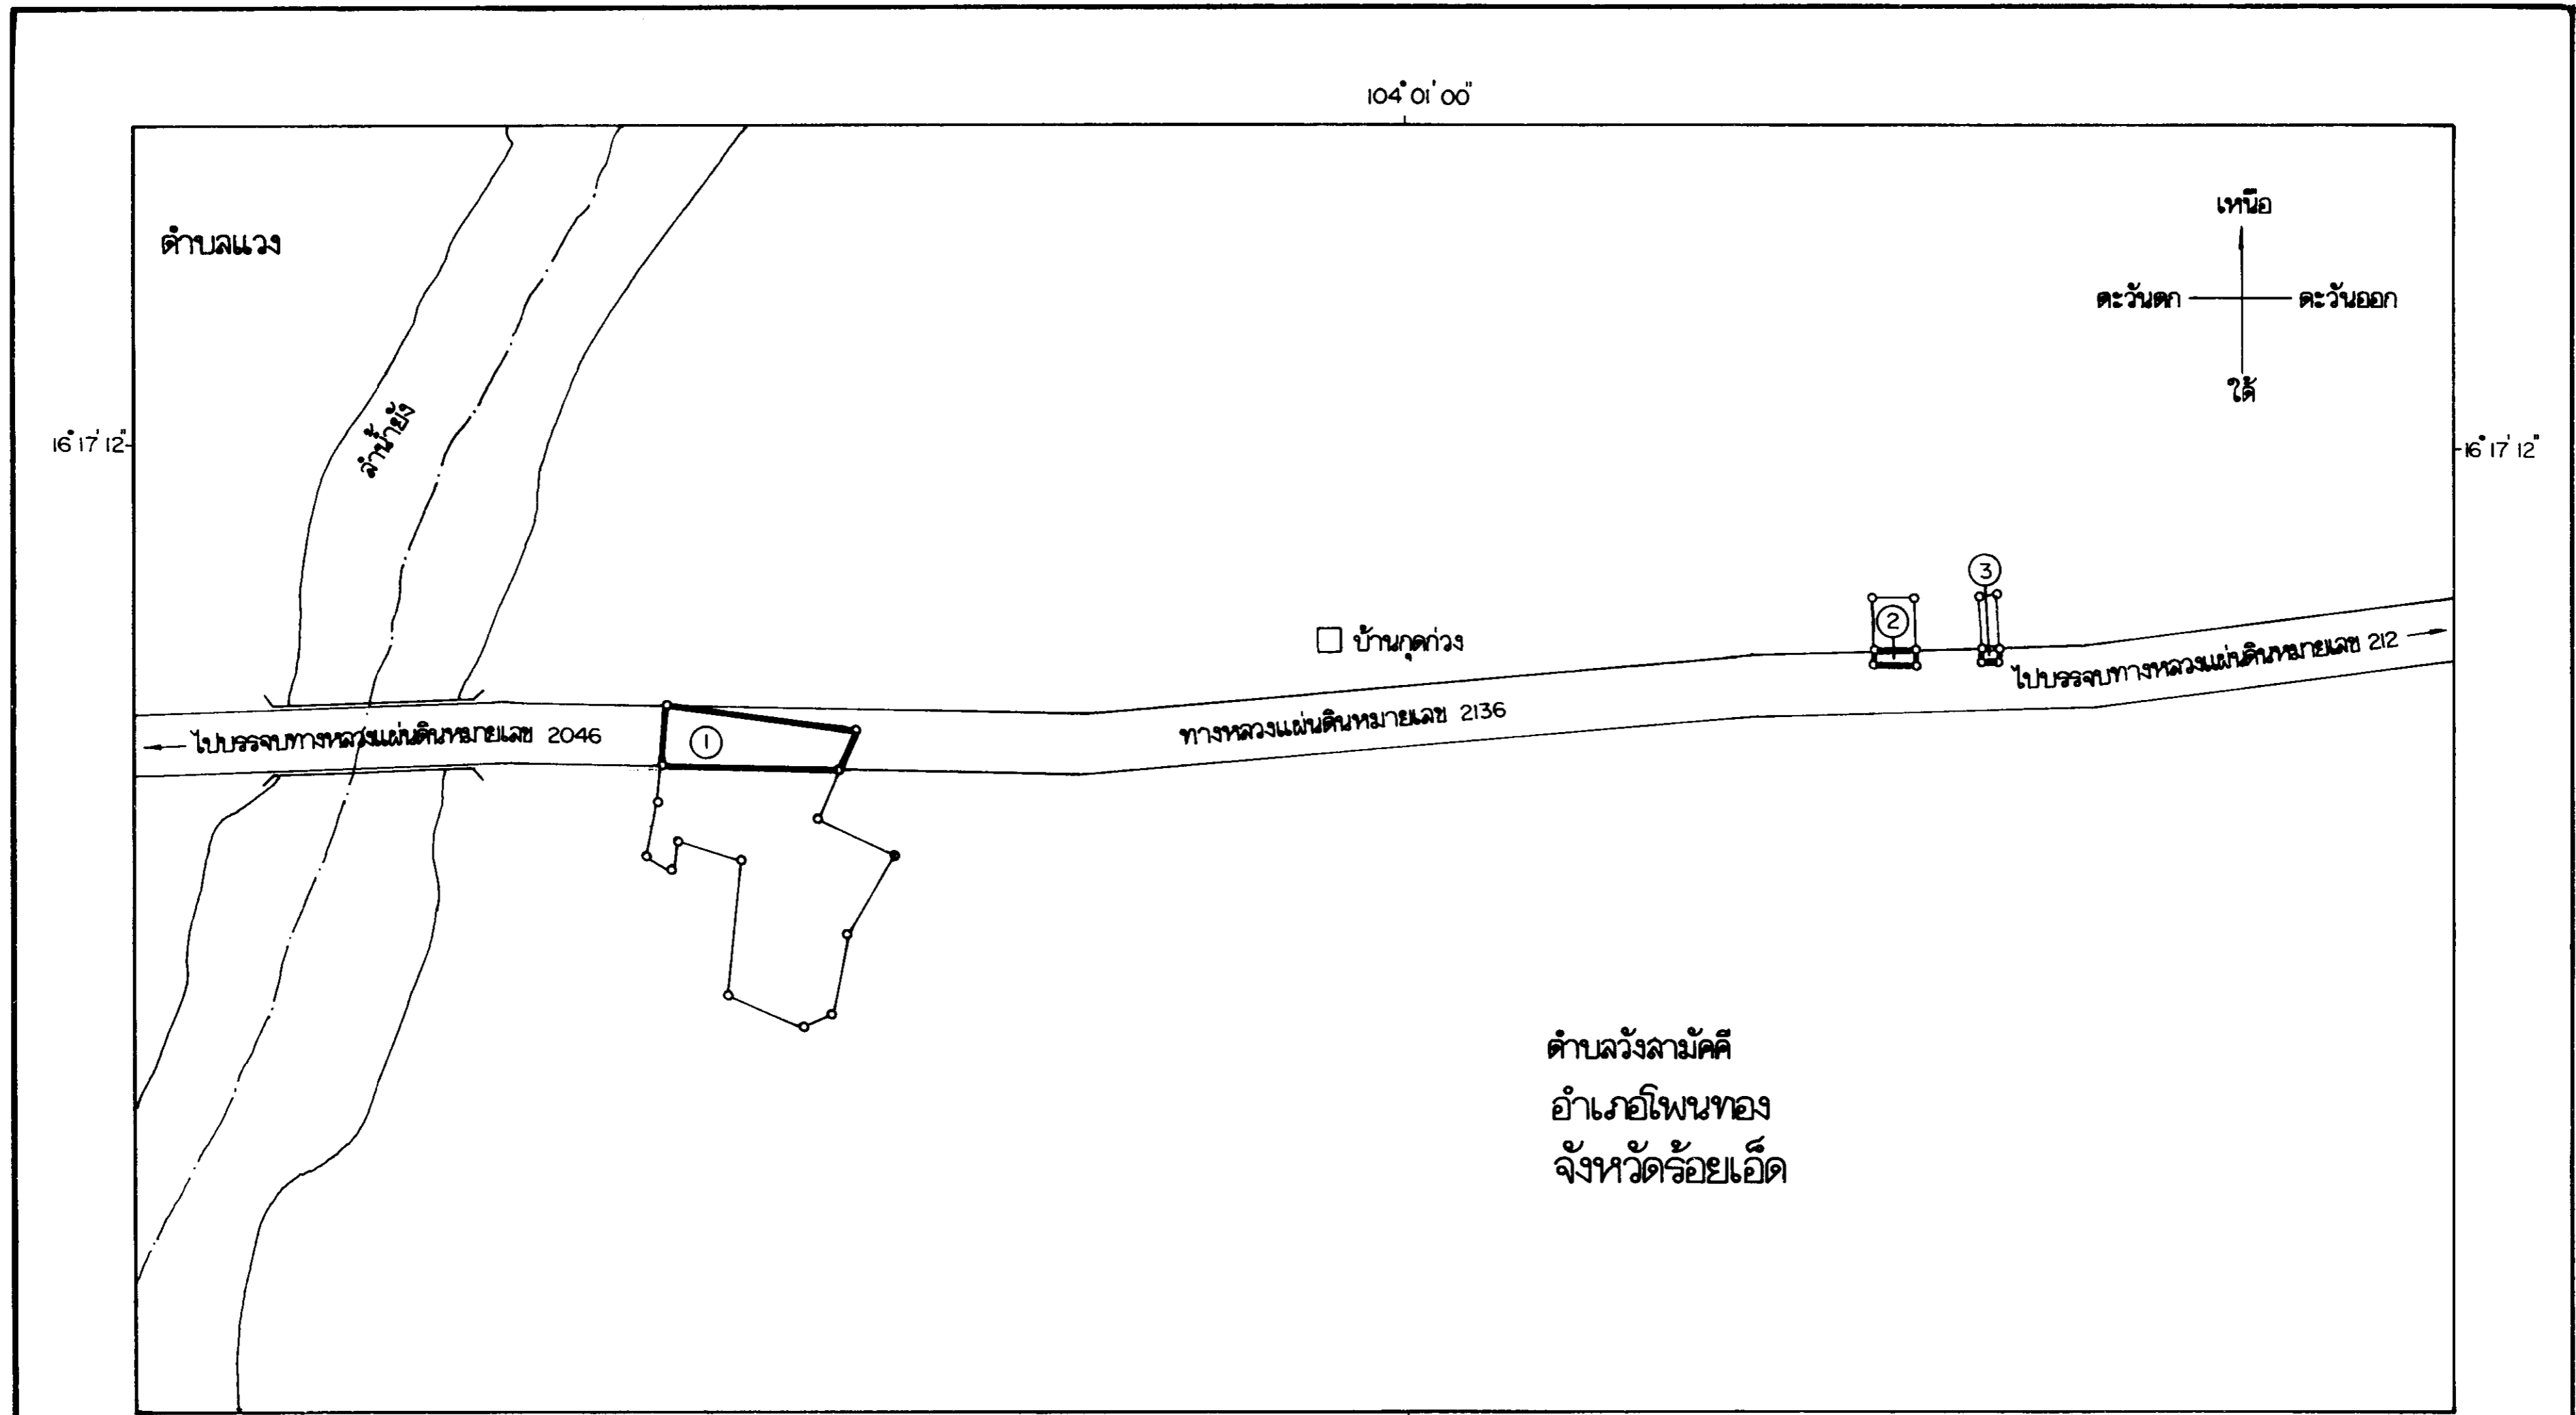 104° 01' 00"
เหนือ
ตำบลแวง
ตะวันตก
ตะวันออก
ใต้
ลำน้ำยัง
16° 17' 12"
16° 17' 12"
3
2
บ้านกุดก่วง
ไปบรรจบทางหลวงแผ่นดินหมายเลข 212
ทางหลวงแผ่นดินหมายเลข 2136
ไปบรรจบทางหลวงแผ่นดินหมายเลข 2046
1
ตำบลวังสามัคคี
อำเภอโพนทอง
จังหวัดร้อยเอ็ด